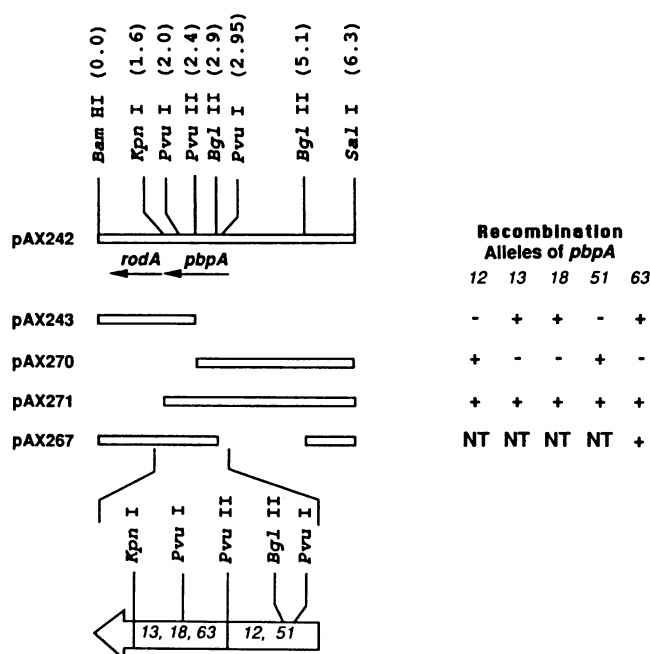 Bam HI (0.0)
Kpn I (1.6)
Pvu I (2.0)
Pvu II (2.4)
Bgl II (2.9)
Pvu I (2.95)
Bgl II (5.1)
Sal I (6.3)
pAX242
rodA pbpA
Recombination
Alleles of pbpA
12 13 18 51 63
pAX243 - + + - +
pAX270 + - - + -
pAX271 + + + + +
pAX267 NT NT NT NT +
Kpn I
Pvu I
Pvu II
Bgl II
Pvu I
13, 18, 63 12, 51